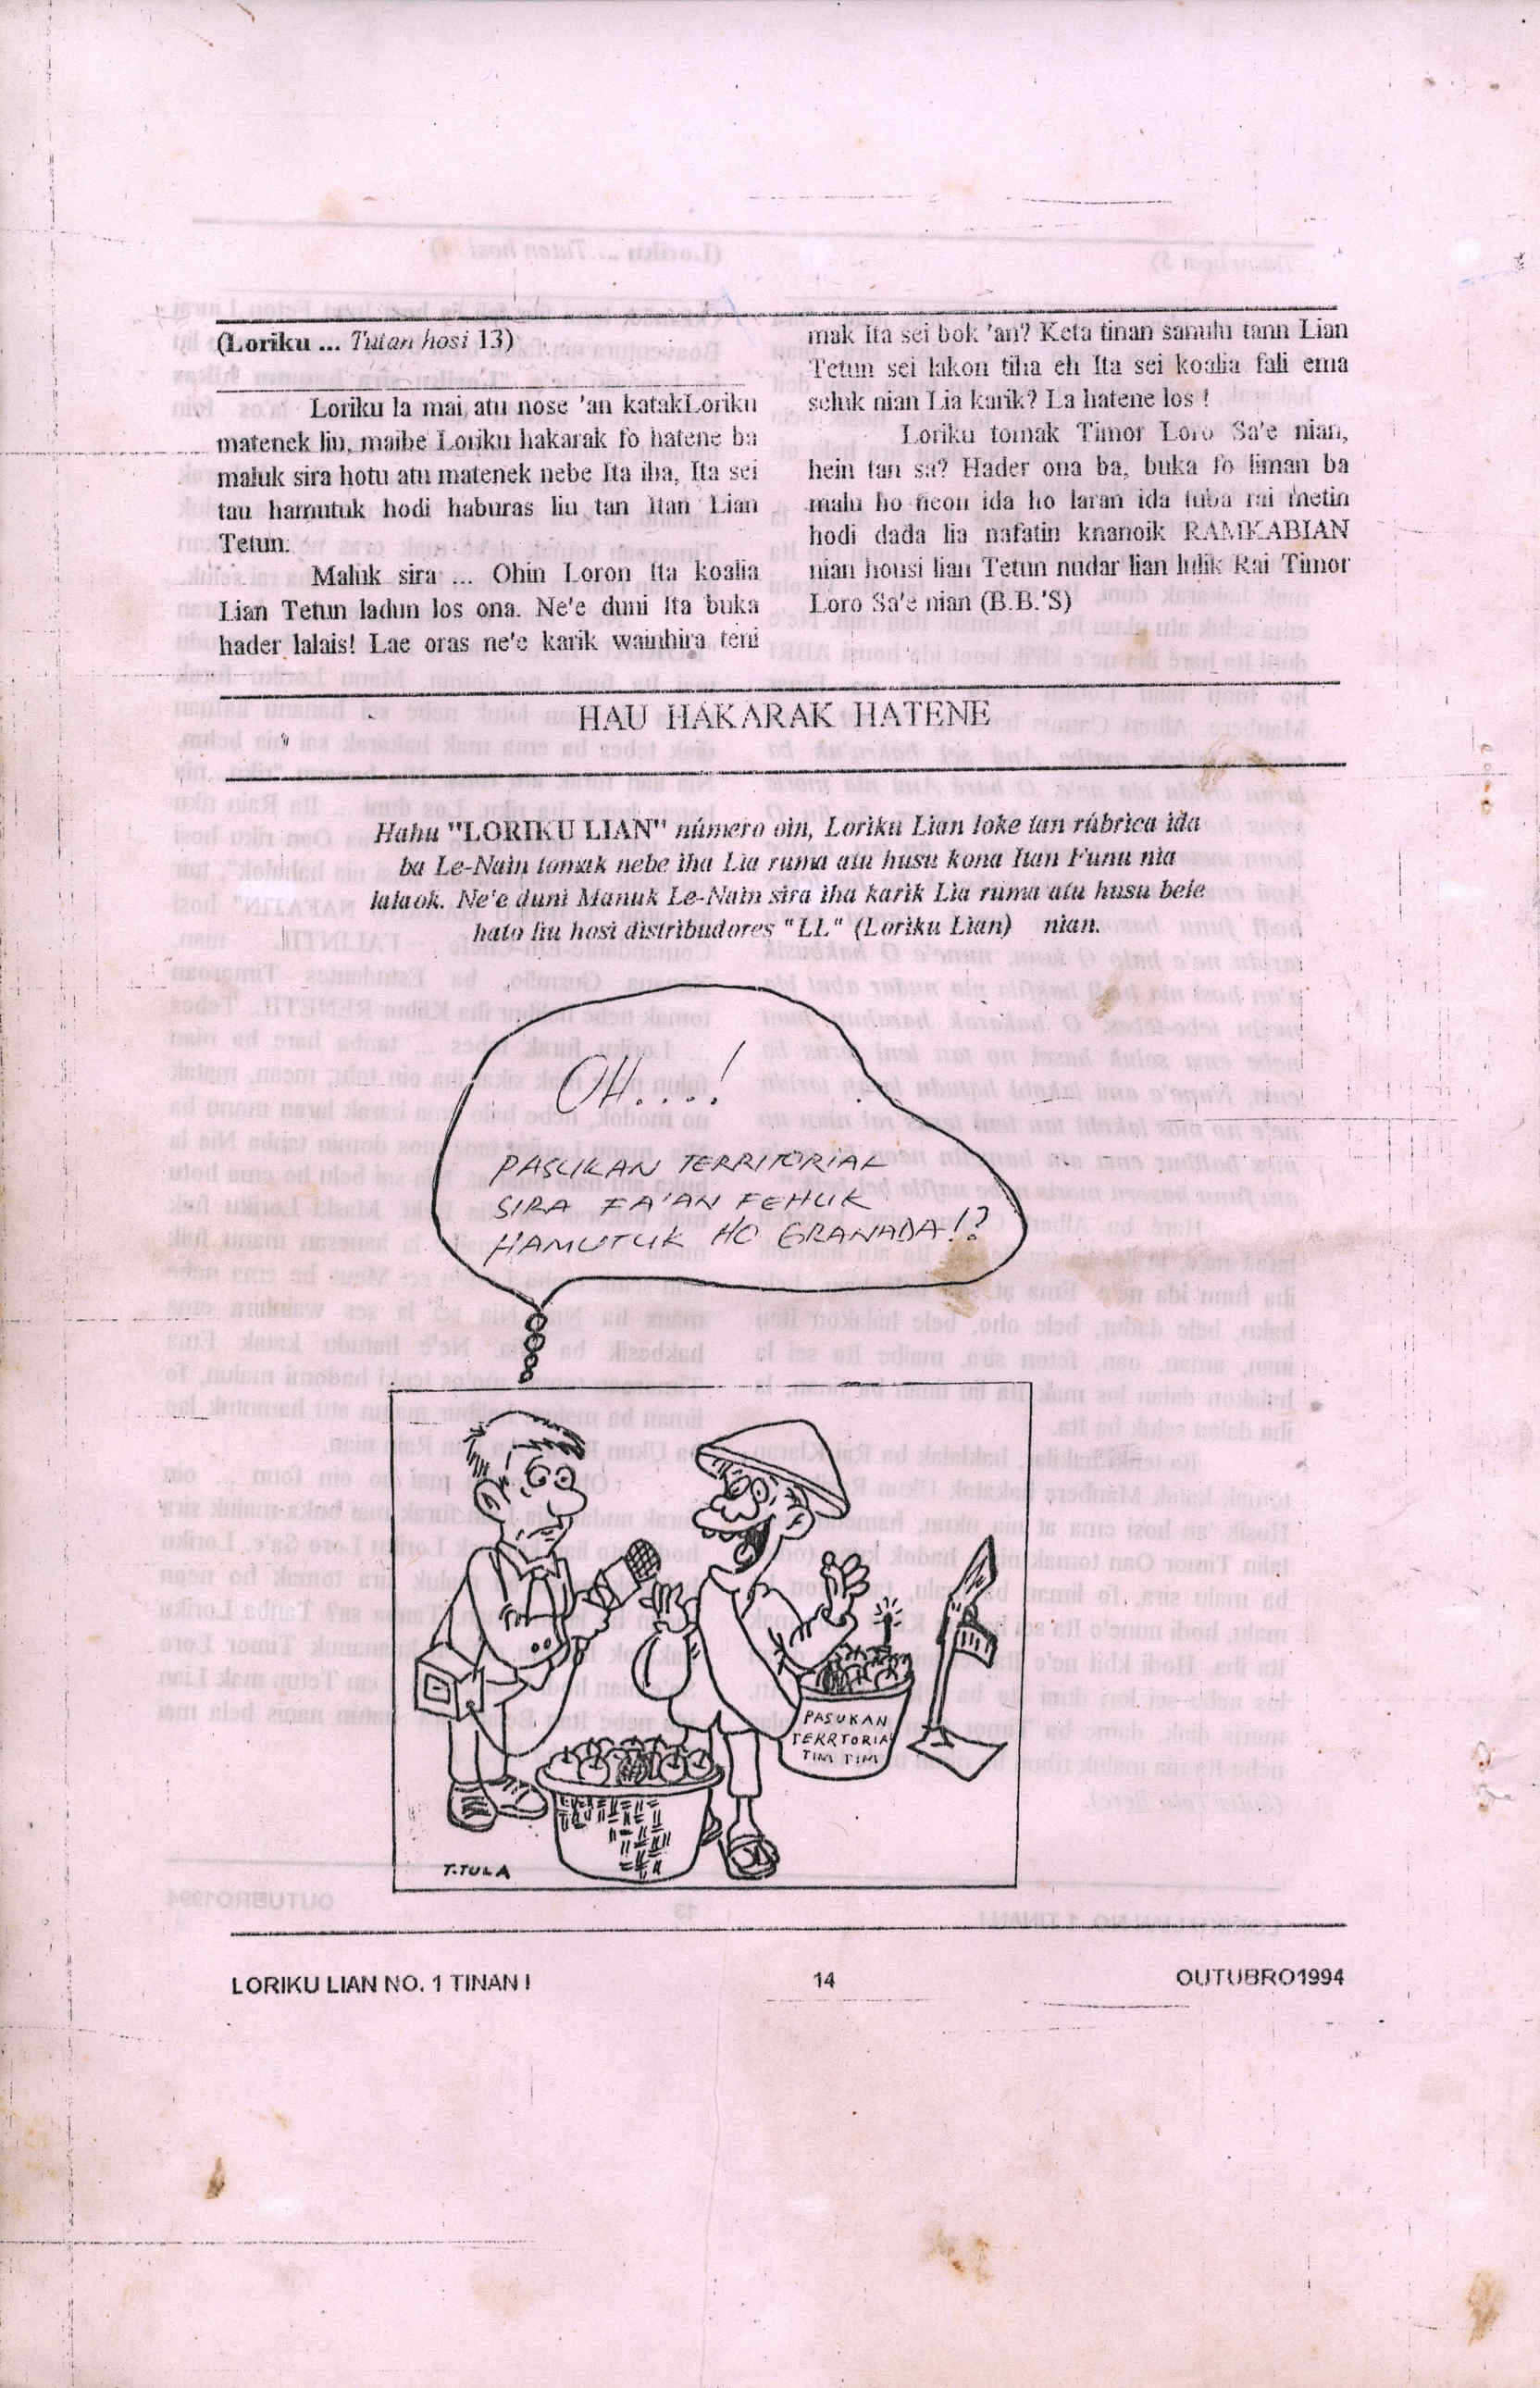 (Loriku ... Tutan hosi 13)
Loriku la mai atu nose 'an katakLoriku
matenek liu, maibe Loriku hakarak fo hatene ba
maluk sira hotu atu matenek nebe Ita iha, Ita sei
tau hamutuk hodi haburas liu tan Itan Lian
Tetun.
Maluk sira ... Ohin Loron Ita koalia
Lian Tetun ladun los ona. Ne'e duni Ita buka
hader lalais! Lae oras ne'e karik wainhira teni
mak Ita sei bok 'an? Keta tinan sanulu tann Lian
Tetun sei lakon tiha eh Ita sei koalia fali ema
seluk nian Lia karik? La hatene los !
Loriku tomak Timor Loro Sa'e nian,
hein tan sa? Hader ona ba, buka fo liman ba
malu ho neon ida ho laran ida tuba rai metin
hodi dada lia nafatin knanoik RAMKABIAN
nian housi lian Tetun nudar lian lulik Rai Timor
Loro Sa'e nian (B.B.'S)
HAU HAKARAK HATENE
Hahu "LORIKU LIAN" número oin, Loriku Lian loke tan rúbrica ida
ba Le-Nain tomak nebe iha Lia ruma atu husu kona Itan Funu nia
lalaok. Ne'e duni Manuk Le-Nain sira iha karik Lia ruma atu husu bele
hato liu hosi distribudores "LL" (Loriku Lian) nian.
OH....!
PASUKAN TERRITORIAL
SIRA FA'AN FEHUK
HAMUTUK HO GRANADA!?
PASUKAN
TERRTORIAL
TIM TIM
T.TULA
LORIKU LIAN NO. 1 TINAN I 14 OUTUBRO1994